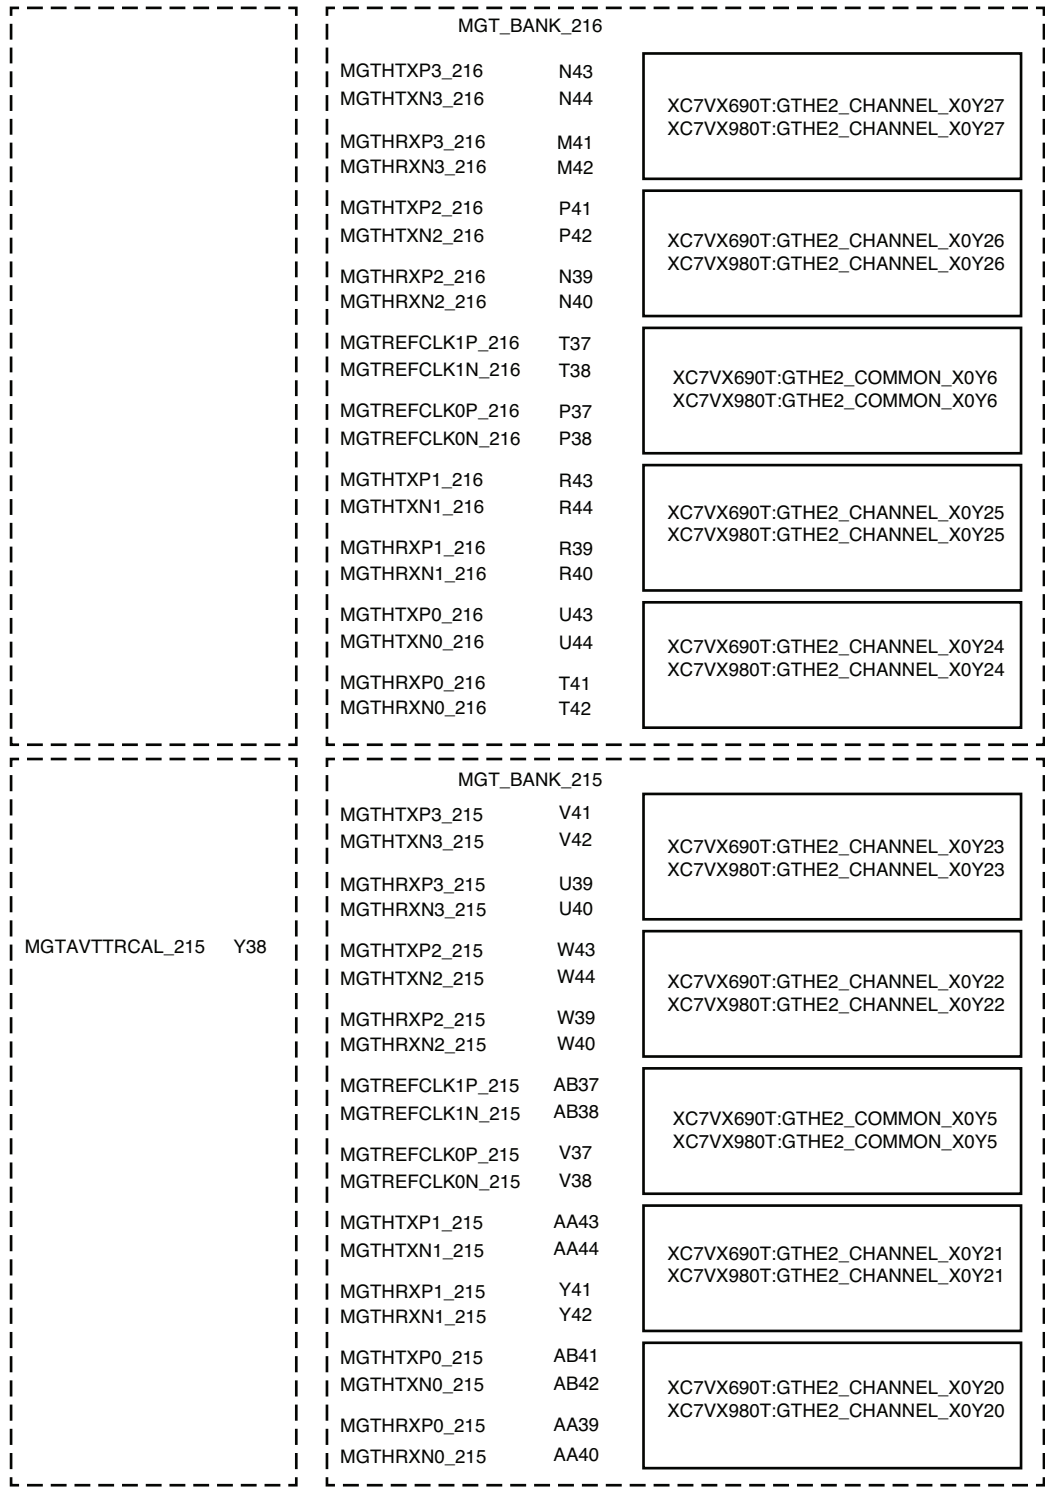 MGT_BANK_216
MGTHTXP3_216 N43
MGTHTXN3_216 N44
MGTHRXP3_216 M41
MGTHRXN3_216 M42
XC7VX690T:GTHE2_CHANNEL_X0Y27
XC7VX980T:GTHE2_CHANNEL_X0Y27
MGTHTXP2_216 P41
MGTHTXN2_216 P42
MGTHRXP2_216 N39
MGTHRXN2_216 N40
XC7VX690T:GTHE2_CHANNEL_X0Y26
XC7VX980T:GTHE2_CHANNEL_X0Y26
MGTREFCLK1P_216 T37
MGTREFCLK1N_216 T38
MGTREFCLK0P_216 P37
MGTREFCLK0N_216 P38
XC7VX690T:GTHE2_COMMON_X0Y6
XC7VX980T:GTHE2_COMMON_X0Y6
MGTHTXP1_216 R43
MGTHTXN1_216 R44
MGTHRXP1_216 R39
MGTHRXN1_216 R40
XC7VX690T:GTHE2_CHANNEL_X0Y25
XC7VX980T:GTHE2_CHANNEL_X0Y25
MGTHTXP0_216 U43
MGTHTXN0_216 U44
MGTHRXP0_216 T41
MGTHRXN0_216 T42
XC7VX690T:GTHE2_CHANNEL_X0Y24
XC7VX980T:GTHE2_CHANNEL_X0Y24
MGTAVTTRCAL_215 Y38
MGT_BANK_215
MGTHTXP3_215 V41
MGTHTXN3_215 V42
MGTHRXP3_215 U39
MGTHRXN3_215 U40
XC7VX690T:GTHE2_CHANNEL_X0Y23
XC7VX980T:GTHE2_CHANNEL_X0Y23
MGTHTXP2_215 W43
MGTHTXN2_215 W44
MGTHRXP2_215 W39
MGTHRXN2_215 W40
XC7VX690T:GTHE2_CHANNEL_X0Y22
XC7VX980T:GTHE2_CHANNEL_X0Y22
MGTREFCLK1P_215 AB37
MGTREFCLK1N_215 AB38
MGTREFCLK0P_215 V37
MGTREFCLK0N_215 V38
XC7VX690T:GTHE2_COMMON_X0Y5
XC7VX980T:GTHE2_COMMON_X0Y5
MGTHTXP1_215 AA43
MGTHTXN1_215 AA44
MGTHRXP1_215 Y41
MGTHRXN1_215 Y42
XC7VX690T:GTHE2_CHANNEL_X0Y21
XC7VX980T:GTHE2_CHANNEL_X0Y21
MGTHTXP0_215 AB41
MGTHTXN0_215 AB42
MGTHRXP0_215 AA39
MGTHRXN0_215 AA40
XC7VX690T:GTHE2_CHANNEL_X0Y20
XC7VX980T:GTHE2_CHANNEL_X0Y20